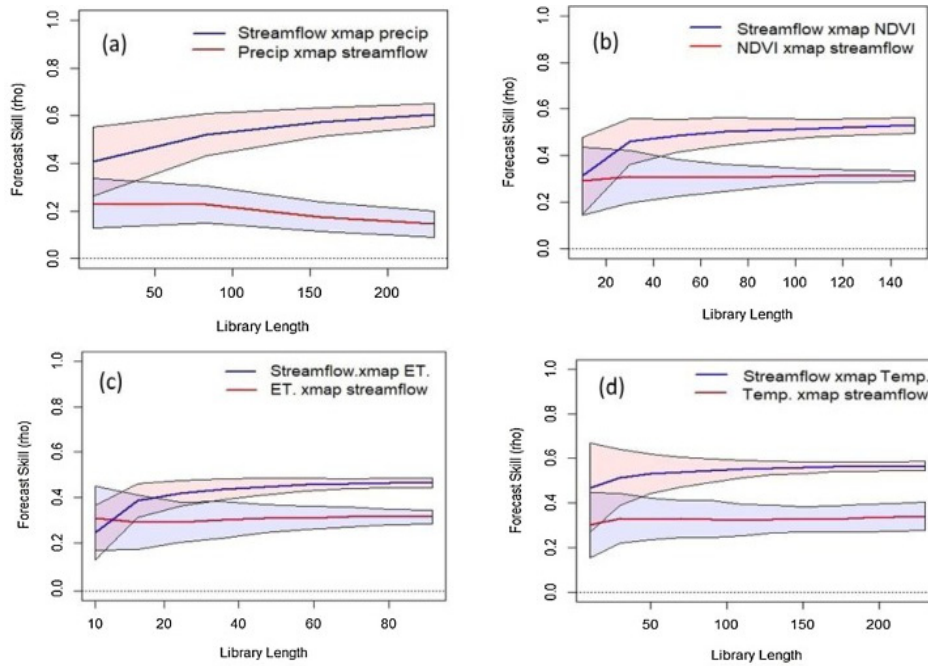 (a)
Streamflow xmap precip
Precip xmap streamflow
Forecast Skill (rho)
1.0
0.8
0.6
0.4
0.2
0.0
50
100
150
200
Library Length
(b)
Streamflow xmap NDVI
NDVI xmap streamflow
Forecast Skill (rho)
1.0
0.8
0.6
0.4
0.2
0.0
20
40
60
80
100
120
140
Library Length
(c)
Streamflow.xmap ET.
ET. xmap streamflow
Forecast Skill (rho)
1.0
0.8
0.6
0.4
0.2
0.0
10
20
40
60
80
Library Length
(d)
Streamflow xmap Temp.
Temp. xmap streamflow
Forecast Skill (rho)
1.0
0.8
0.6
0.4
0.2
0.0
50
100
150
200
Library Length